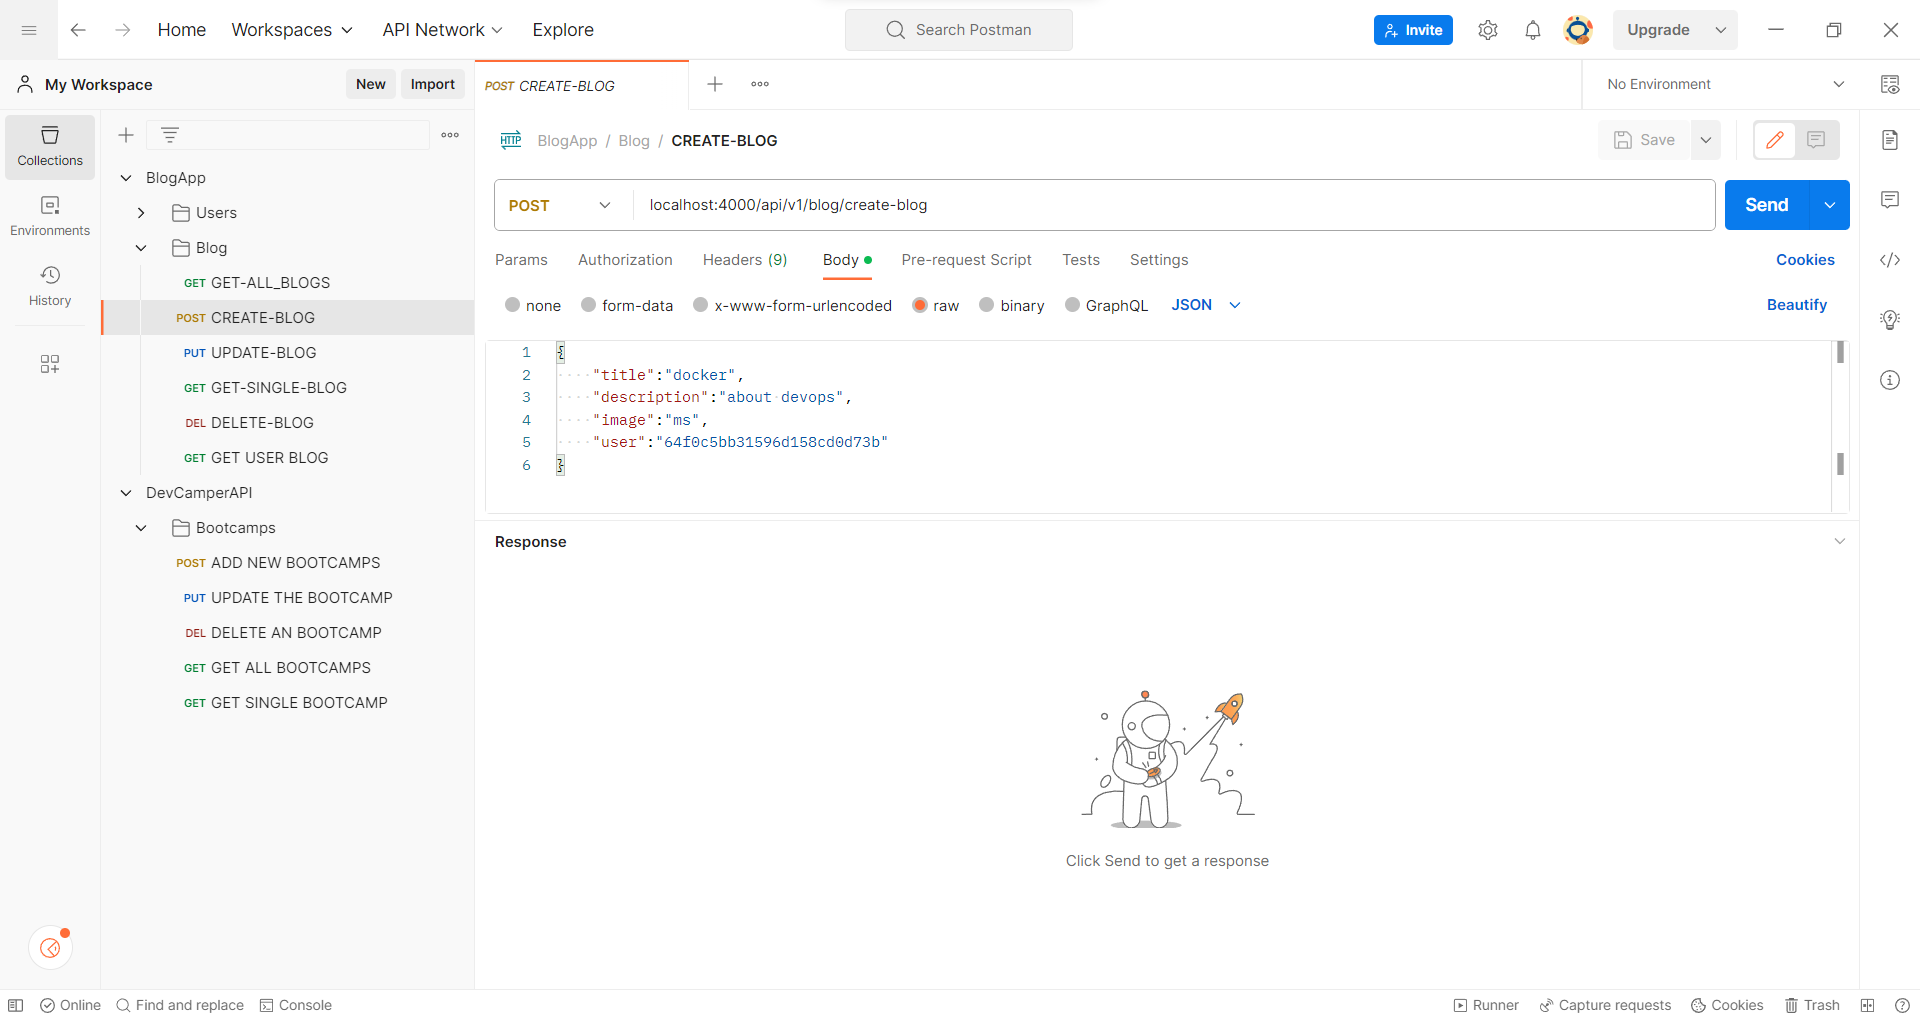 Home Workspaces API Network Explore Search Postman Invite Upgrade
My Workspace New Import POST CREATE-BLOG No Environment
Collections
Environments
History
BlogApp
Users
Blog
GET GET-ALL_BLOGS
POST CREATE-BLOG
PUT UPDATE-BLOG
GET GET-SINGLE-BLOG
DEL DELETE-BLOG
GET GET USER BLOG
DevCamperAPI
Bootcamps
POST ADD NEW BOOTCAMPS
PUT UPDATE THE BOOTCAMP
DEL DELETE AN BOOTCAMP
GET GET ALL BOOTCAMPS
GET GET SINGLE BOOTCAMP
HTTP BlogApp / Blog / CREATE-BLOG Save
POST localhost:4000/api/v1/blog/create-blog Send
Params Authorization Headers (9) Body Pre-request Script Tests Settings Cookies
none form-data x-www-form-urlencoded raw binary GraphQL JSON Beautify
1 {
2 "title":"docker",
3 "description":"about devops",
4 "image":"ms",
5 "user":"64f0c5bb31596d158cd0d73b"
6 }
Response
Click Send to get a response
Online Find and replace Console Runner Capture requests Cookies Trash